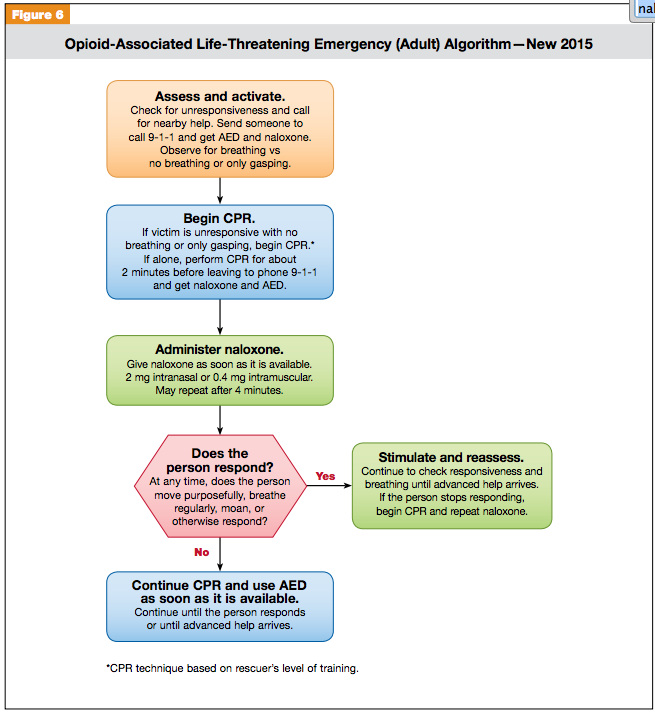 Figure 6
nal
Opioid-Associated Life-Threatening Emergency (Adult) Algorithm—New 2015
Assess and activate.
Check for unresponsiveness and call
for nearby help. Send someone to
call 9-1-1 and get AED and naloxone.
Observe for breathing vs
no breathing or only gasping.
Begin CPR.
If victim is unresponsive with no
breathing or only gasping, begin CPR.*
If alone, perform CPR for about
2 minutes before leaving to phone 9-1-1
and get naloxone and AED.
Administer naloxone.
Give naloxone as soon as it is available.
2 mg intranasal or 0.4 mg intramuscular.
May repeat after 4 minutes.
Does the
person respond?
At any time, does the person
move purposefully, breathe
regularly, moan, or
otherwise respond?
Yes
Stimulate and reassess.
Continue to check responsiveness and
breathing until advanced help arrives.
If the person stops responding,
begin CPR and repeat naloxone.
No
Continue CPR and use AED
as soon as it is available.
Continue until the person responds
or until advanced help arrives.
*CPR technique based on rescuer's level of training.